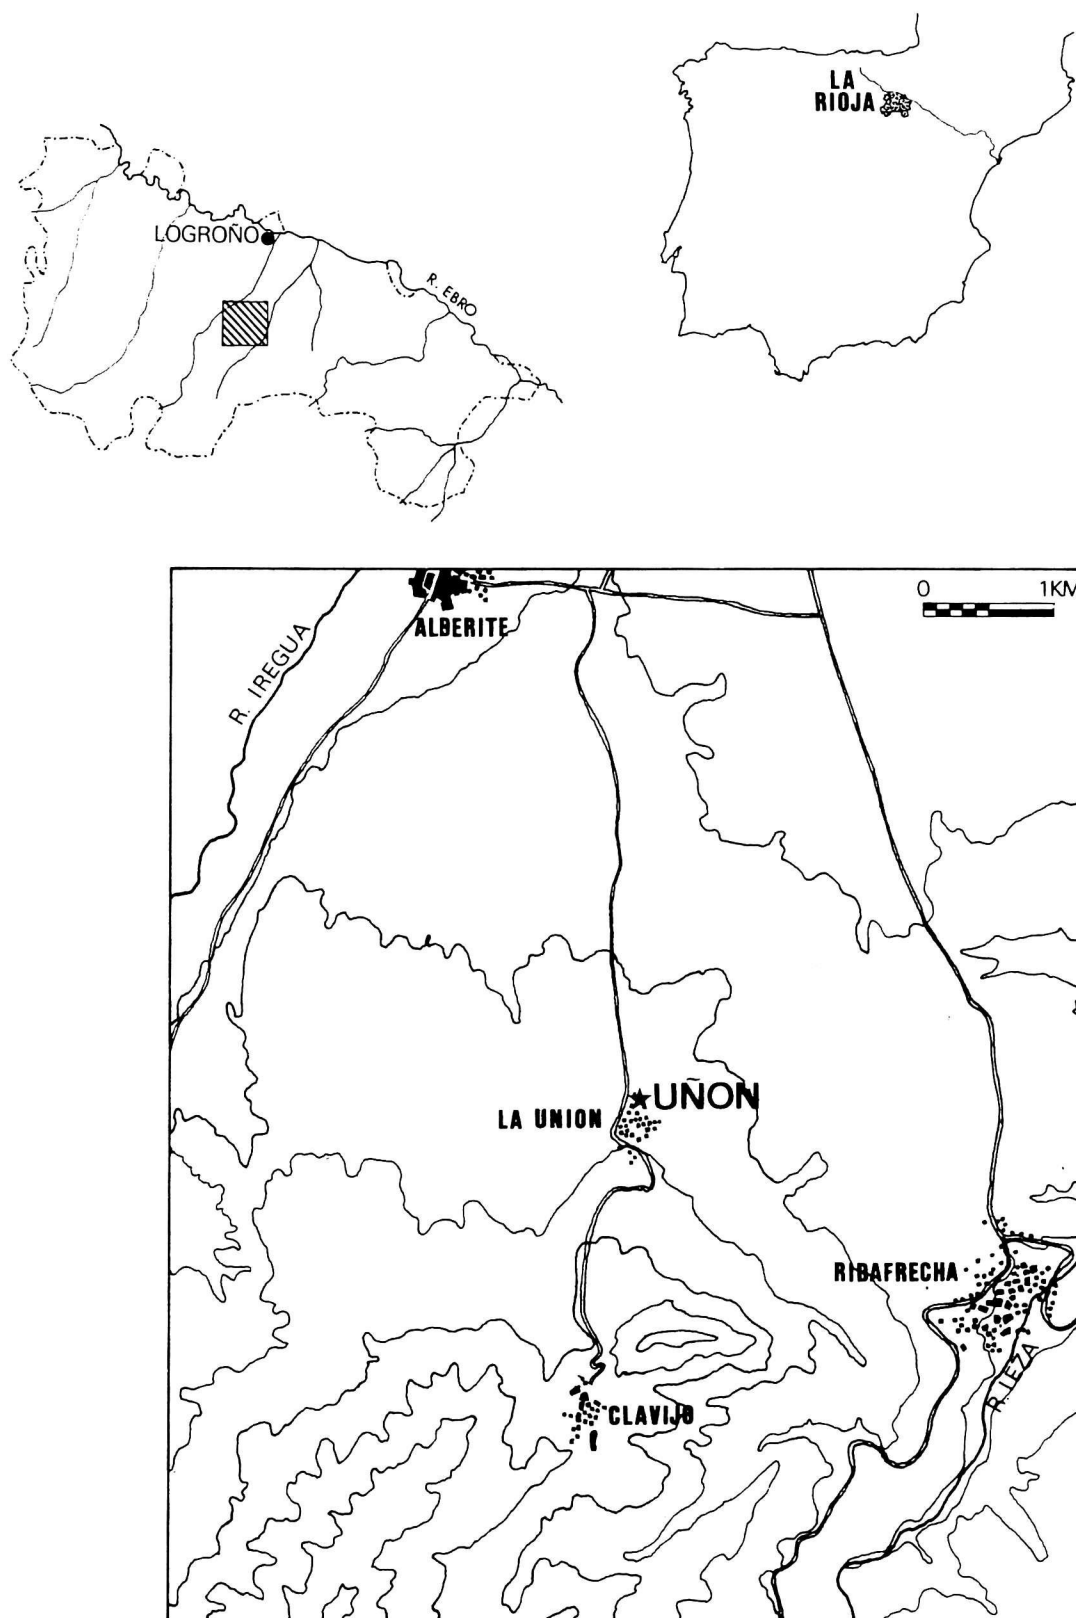 LA
RIOJA
LOGROÑO
R. EBRO
0 1KM
ALBERITE
R. IREGUA
UÑON
LA UNION
RIBAFRECHA
R. LEZA
CLAVIJO